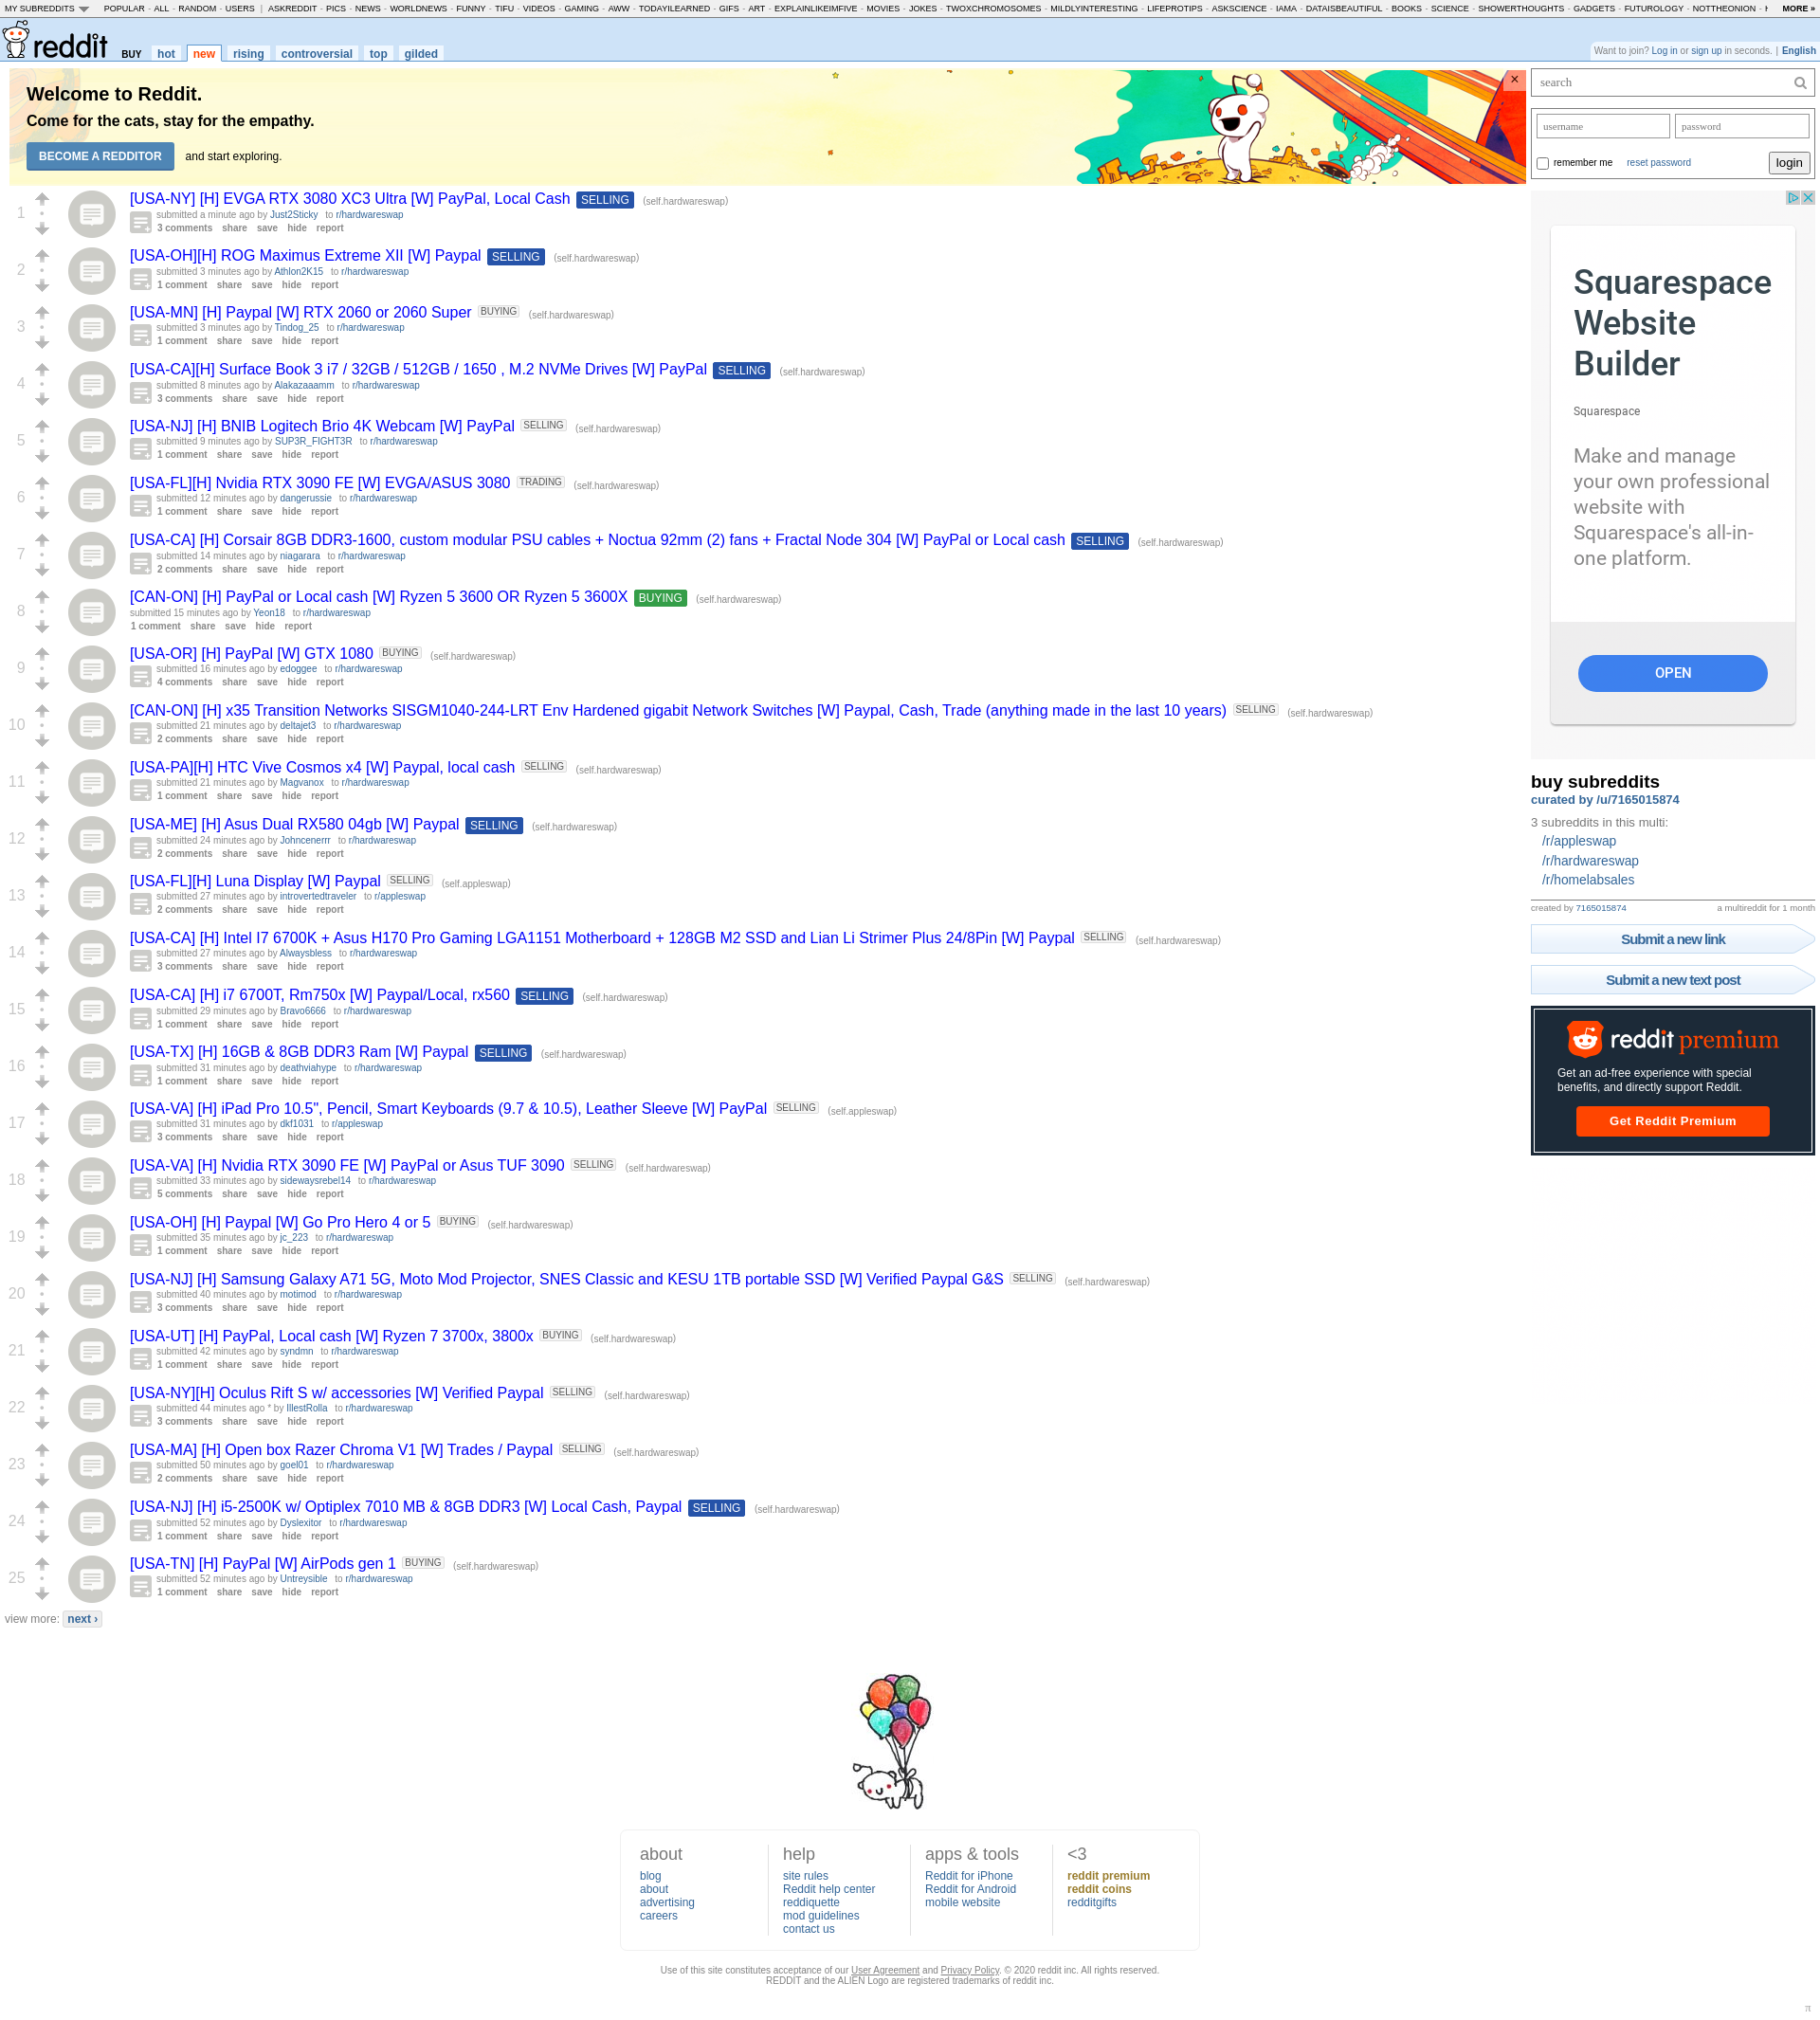 MY SUBREDDITS POPULAR - ALL - RANDOM - USERS | ASKREDDIT - PICS - NEWS - WORLDNEWS - FUNNY - TIFU - VIDEOS - GAMING - AWW - TODAYILEARNED - GIFS - ART - EXPLAINLIKEIMFIVE - MOVIES - JOKES - TWOXCHROMOSOMES - MILDLYINTERESTING - LIFEPROTIPS - ASKSCIENCE - IAMA - DATAISBEAUTIFUL - BOOKS - SCIENCE - SHOWERTHOUGHTS - GADGETS - FUTUROLOGY - NOTTHEONION - MORE »
reddit BUY hot new rising controversial top gilded
Want to join? Log in or sign up in seconds. | English
Welcome to Reddit.
Come for the cats, stay for the empathy.
BECOME A REDDITOR and start exploring.
×
1
[USA-NY] [H] EVGA RTX 3080 XC3 Ultra [W] PayPal, Local Cash SELLING (self.hardwareswap)
submitted a minute ago by Just2Sticky to r/hardwareswap
3 comments share save hide report
2
[USA-OH][H] ROG Maximus Extreme XII [W] Paypal SELLING (self.hardwareswap)
submitted 3 minutes ago by Athlon2K15 to r/hardwareswap
1 comment share save hide report
3
[USA-MN] [H] Paypal [W] RTX 2060 or 2060 Super BUYING (self.hardwareswap)
submitted 3 minutes ago by Tindog_25 to r/hardwareswap
1 comment share save hide report
4
[USA-CA][H] Surface Book 3 i7 / 32GB / 512GB / 1650 , M.2 NVMe Drives [W] PayPal SELLING (self.hardwareswap)
submitted 8 minutes ago by Alakazaaamm to r/hardwareswap
3 comments share save hide report
5
[USA-NJ] [H] BNIB Logitech Brio 4K Webcam [W] PayPal SELLING (self.hardwareswap)
submitted 9 minutes ago by SUP3R_FIGHT3R to r/hardwareswap
1 comment share save hide report
6
[USA-FL][H] Nvidia RTX 3090 FE [W] EVGA/ASUS 3080 TRADING (self.hardwareswap)
submitted 12 minutes ago by dangerussie to r/hardwareswap
1 comment share save hide report
7
[USA-CA] [H] Corsair 8GB DDR3-1600, custom modular PSU cables + Noctua 92mm (2) fans + Fractal Node 304 [W] PayPal or Local cash SELLING (self.hardwareswap)
submitted 14 minutes ago by niagarara to r/hardwareswap
2 comments share save hide report
8
[CAN-ON] [H] PayPal or Local cash [W] Ryzen 5 3600 OR Ryzen 5 3600X BUYING (self.hardwareswap)
submitted 15 minutes ago by Yeon18 to r/hardwareswap
1 comment share save hide report
9
[USA-OR] [H] PayPal [W] GTX 1080 BUYING (self.hardwareswap)
submitted 16 minutes ago by edoggee to r/hardwareswap
4 comments share save hide report
10
[CAN-ON] [H] x35 Transition Networks SISGM1040-244-LRT Env Hardened gigabit Network Switches [W] Paypal, Cash, Trade (anything made in the last 10 years) SELLING (self.hardwareswap)
submitted 21 minutes ago by deltajet3 to r/hardwareswap
2 comments share save hide report
11
[USA-PA][H] HTC Vive Cosmos x4 [W] Paypal, local cash SELLING (self.hardwareswap)
submitted 21 minutes ago by Magvanox to r/hardwareswap
1 comment share save hide report
12
[USA-ME] [H] Asus Dual RX580 04gb [W] Paypal SELLING (self.hardwareswap)
submitted 24 minutes ago by Johncenerrr to r/hardwareswap
2 comments share save hide report
13
[USA-FL][H] Luna Display [W] Paypal SELLING (self.appleswap)
submitted 27 minutes ago by introvertedtraveler to r/appleswap
2 comments share save hide report
14
[USA-CA] [H] Intel I7 6700K + Asus H170 Pro Gaming LGA1151 Motherboard + 128GB M2 SSD and Lian Li Strimer Plus 24/8Pin [W] Paypal SELLING (self.hardwareswap)
submitted 27 minutes ago by Alwaysbless to r/hardwareswap
3 comments share save hide report
15
[USA-CA] [H] i7 6700T, Rm750x [W] Paypal/Local, rx560 SELLING (self.hardwareswap)
submitted 29 minutes ago by Bravo6666 to r/hardwareswap
1 comment share save hide report
16
[USA-TX] [H] 16GB & 8GB DDR3 Ram [W] Paypal SELLING (self.hardwareswap)
submitted 31 minutes ago by deathviahype to r/hardwareswap
1 comment share save hide report
17
[USA-VA] [H] iPad Pro 10.5", Pencil, Smart Keyboards (9.7 & 10.5), Leather Sleeve [W] PayPal SELLING (self.appleswap)
submitted 31 minutes ago by dkf1031 to r/appleswap
3 comments share save hide report
18
[USA-VA] [H] Nvidia RTX 3090 FE [W] PayPal or Asus TUF 3090 SELLING (self.hardwareswap)
submitted 33 minutes ago by sidewaysrebel14 to r/hardwareswap
5 comments share save hide report
19
[USA-OH] [H] Paypal [W] Go Pro Hero 4 or 5 BUYING (self.hardwareswap)
submitted 35 minutes ago by jc_223 to r/hardwareswap
1 comment share save hide report
20
[USA-NJ] [H] Samsung Galaxy A71 5G, Moto Mod Projector, SNES Classic and KESU 1TB portable SSD [W] Verified Paypal G&S SELLING (self.hardwareswap)
submitted 40 minutes ago by motimod to r/hardwareswap
3 comments share save hide report
21
[USA-UT] [H] PayPal, Local cash [W] Ryzen 7 3700x, 3800x BUYING (self.hardwareswap)
submitted 42 minutes ago by syndmn to r/hardwareswap
1 comment share save hide report
22
[USA-NY][H] Oculus Rift S w/ accessories [W] Verified Paypal SELLING (self.hardwareswap)
submitted 44 minutes ago * by IllestRolla to r/hardwareswap
3 comments share save hide report
23
[USA-MA] [H] Open box Razer Chroma V1 [W] Trades / Paypal SELLING (self.hardwareswap)
submitted 50 minutes ago by goel01 to r/hardwareswap
2 comments share save hide report
24
[USA-NJ] [H] i5-2500K w/ Optiplex 7010 MB & 8GB DDR3 [W] Local Cash, Paypal SELLING (self.hardwareswap)
submitted 52 minutes ago by Dyslexitor to r/hardwareswap
1 comment share save hide report
25
[USA-TN] [H] PayPal [W] AirPods gen 1 BUYING (self.hardwareswap)
submitted 52 minutes ago by Untreysible to r/hardwareswap
1 comment share save hide report
view more: next ›
search
username password
remember me reset password login
Squarespace
Website
Builder
Squarespace
Make and manage
your own professional
website with
Squarespace's all-in-
one platform.
OPEN
buy subreddits
curated by /u/7165015874
3 subreddits in this multi:
/r/appleswap
/r/hardwareswap
/r/homelabsales
created by 7165015874 a multireddit for 1 month
Submit a new link
Submit a new text post
reddit premium
Get an ad-free experience with special
benefits, and directly support Reddit.
Get Reddit Premium
about
blog
about
advertising
careers
help
site rules
Reddit help center
reddiquette
mod guidelines
contact us
apps & tools
Reddit for iPhone
Reddit for Android
mobile website
<3
reddit premium
reddit coins
redditgifts
Use of this site constitutes acceptance of our User Agreement and Privacy Policy. © 2020 reddit inc. All rights reserved.
REDDIT and the ALIEN Logo are registered trademarks of reddit inc.
π